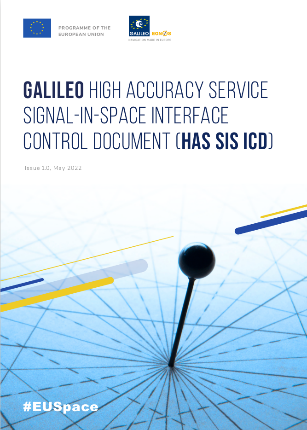 PROGRAMME OF THE
EUROPEAN UNION
GALILEO
GALILEO HIGH ACCURACY SERVICE
SIGNAL-IN-SPACE INTERFACE
CONTROL DOCUMENT (HAS SIS ICD)
Issue 1.0, May 2022
#EUSpace